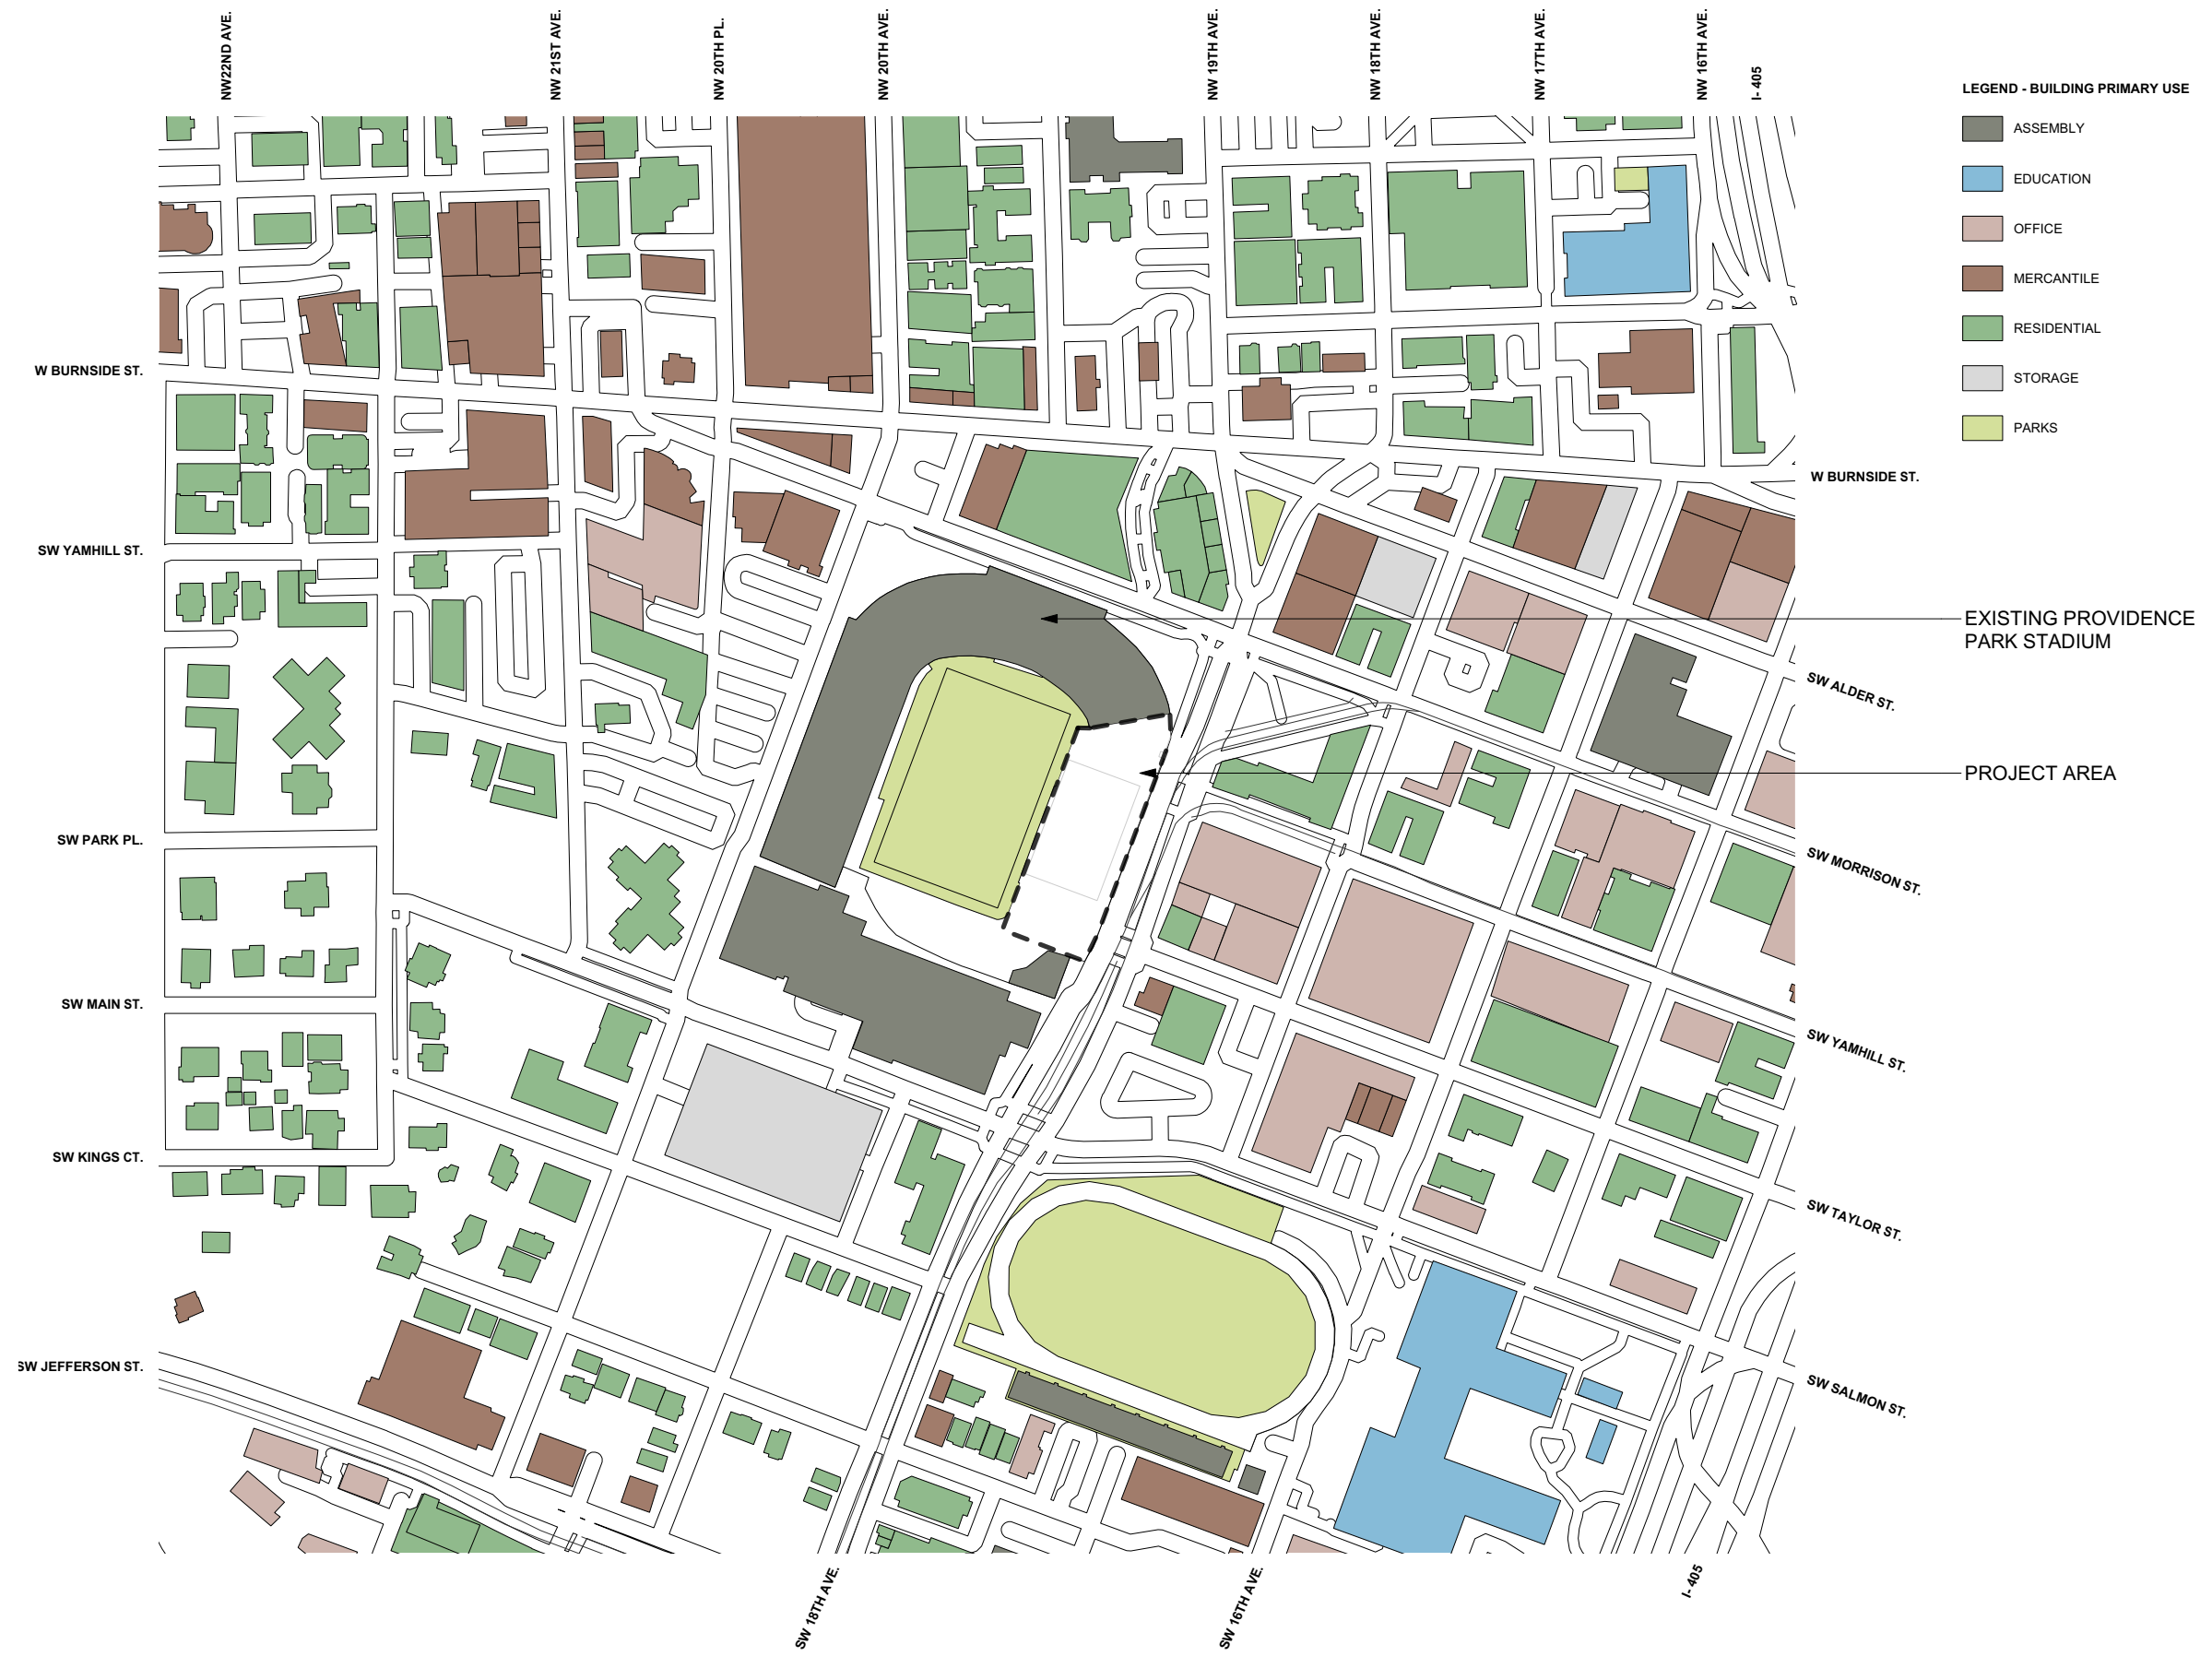 NW22ND AVE.
NW 21ST AVE.
NW 20TH PL.
NW 20TH AVE.
NW 19TH AVE.
NW 18TH AVE.
NW 17TH AVE.
NW 16TH AVE.
I- 405
LEGEND - BUILDING PRIMARY USE
ASSEMBLY
EDUCATION
OFFICE
MERCANTILE
RESIDENTIAL
STORAGE
PARKS
W BURNSIDE ST.
SW YAMHILL ST.
SW PARK PL.
SW MAIN ST.
SW KINGS CT.
SW JEFFERSON ST.
W BURNSIDE ST.
EXISTING PROVIDENCE
PARK STADIUM
SW ALDER ST.
PROJECT AREA
SW MORRISON ST.
SW YAMHILL ST.
SW TAYLOR ST.
SW SALMON ST.
SW 18TH AVE.
SW 16TH AVE.
I- 405